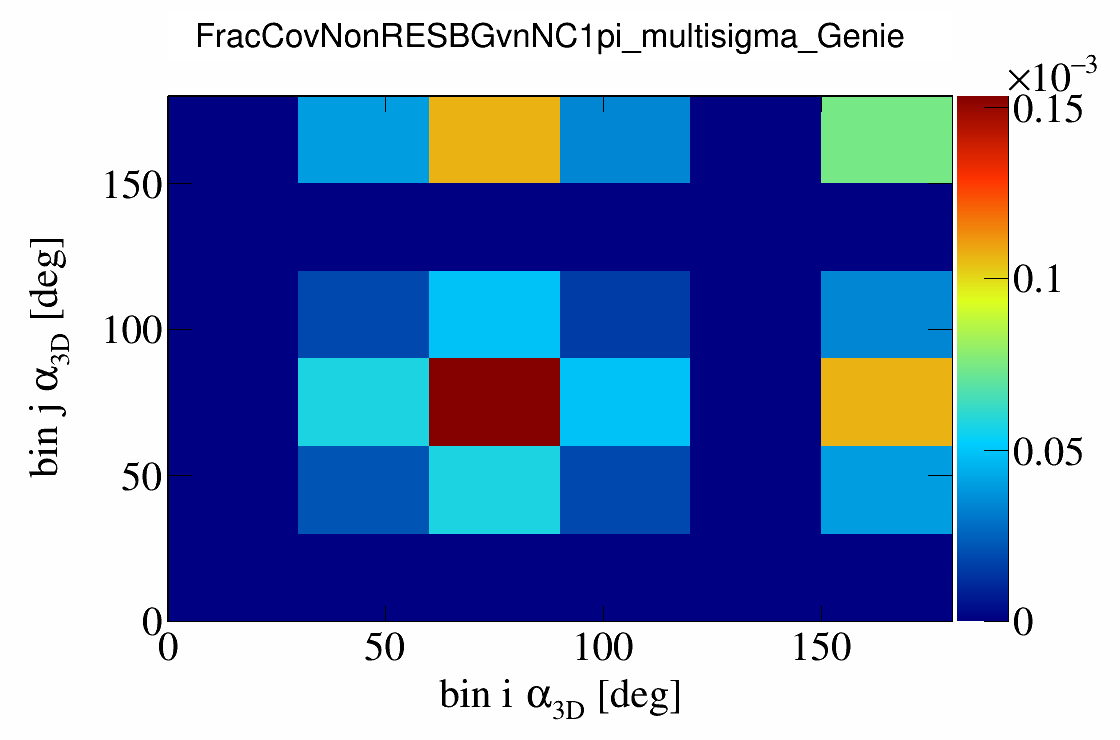 FracCovNonRESBGvnNC1pi_multisigma_Genie
×10⁻³
0.15
0.1
0.05
0
150
100
50
0
bin j α3D [deg]
0 50 100 150
bin i α3D [deg]